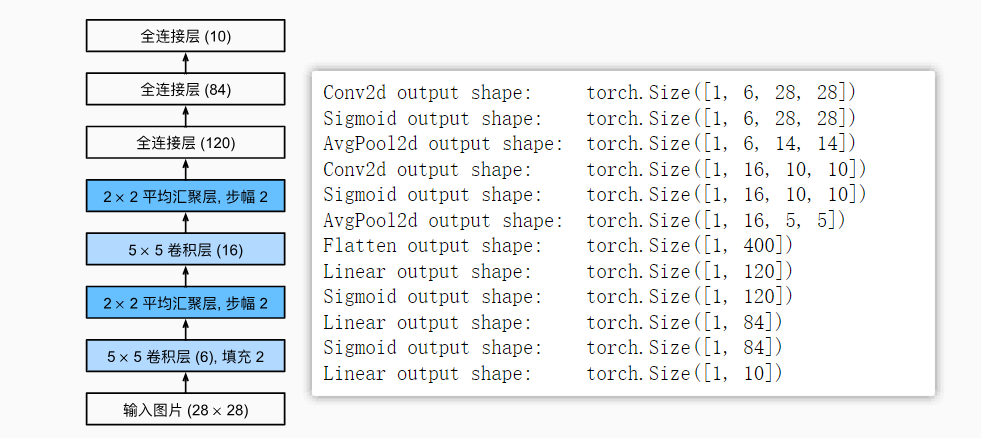 全连接层 (10)
全连接层 (84)
全连接层 (120)
2 × 2 平均汇聚层, 步幅 2
5 × 5 卷积层 (16)
2 × 2 平均汇聚层, 步幅 2
5 × 5 卷积层 (6), 填充 2
输入图片 (28 × 28)
Conv2d output shape: torch.Size([1, 6, 28, 28])
Sigmoid output shape: torch.Size([1, 6, 28, 28])
AvgPool2d output shape: torch.Size([1, 6, 14, 14])
Conv2d output shape: torch.Size([1, 16, 10, 10])
Sigmoid output shape: torch.Size([1, 16, 10, 10])
AvgPool2d output shape: torch.Size([1, 16, 5, 5])
Flatten output shape: torch.Size([1, 400])
Linear output shape: torch.Size([1, 120])
Sigmoid output shape: torch.Size([1, 120])
Linear output shape: torch.Size([1, 84])
Sigmoid output shape: torch.Size([1, 84])
Linear output shape: torch.Size([1, 10])